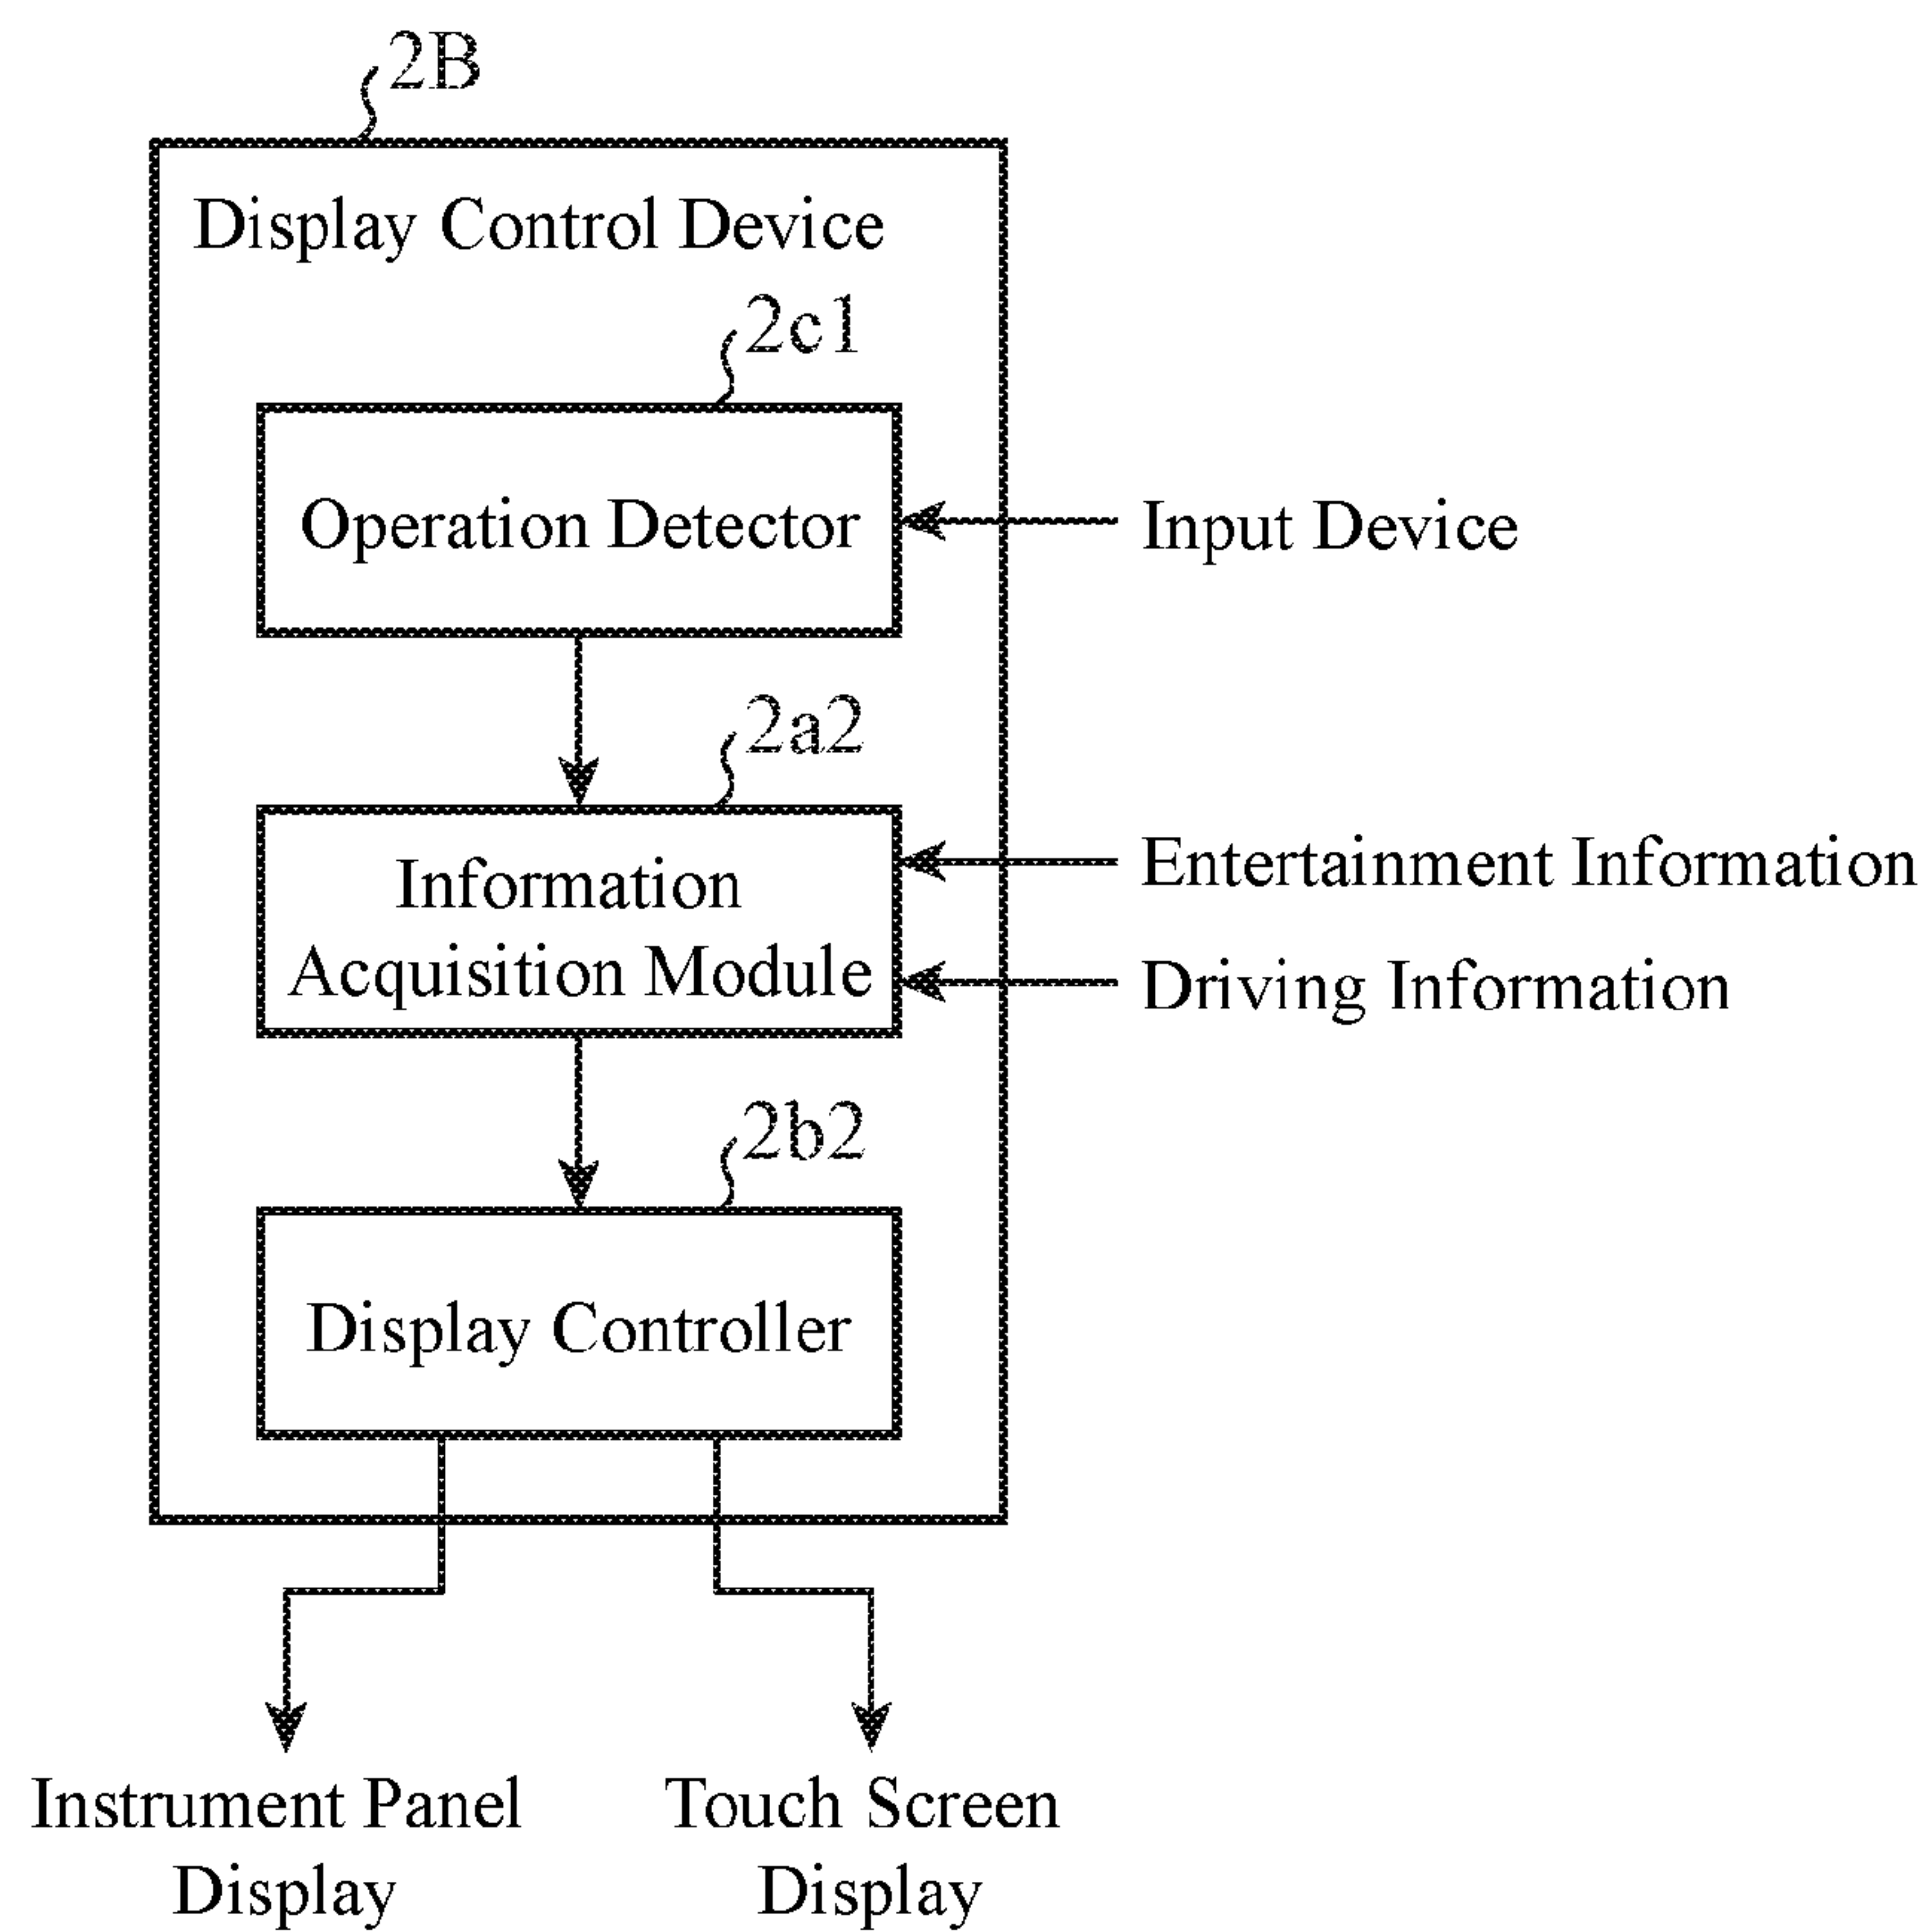 2B
Display Control Device
2c1
Operation Detector
Input Device
2a2
Information
Acquisition Module
Entertainment Information
Driving Information
2b2
Display Controller
Instrument Panel
Display
Touch Screen
Display